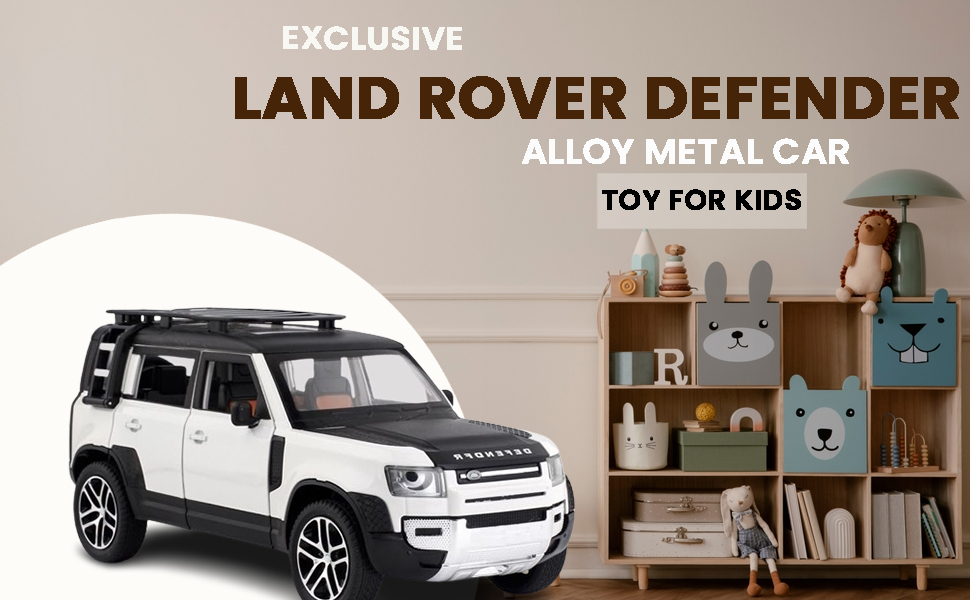 EXCLUSIVE
LAND ROVER DEFENDER
ALLOY METAL CAR
TOY FOR KIDS
R
DEFENDER